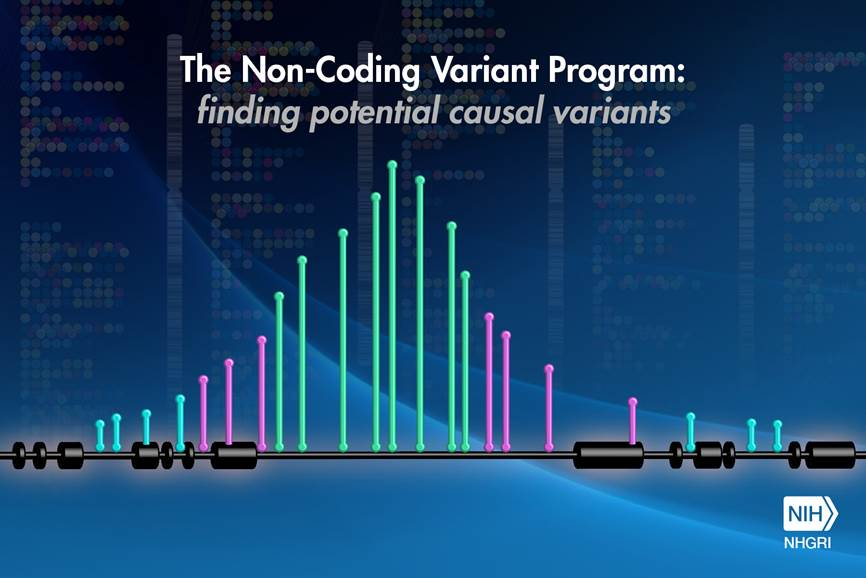 The Non-Coding Variant Program:
finding potential causal variants
NIH
NHGRI